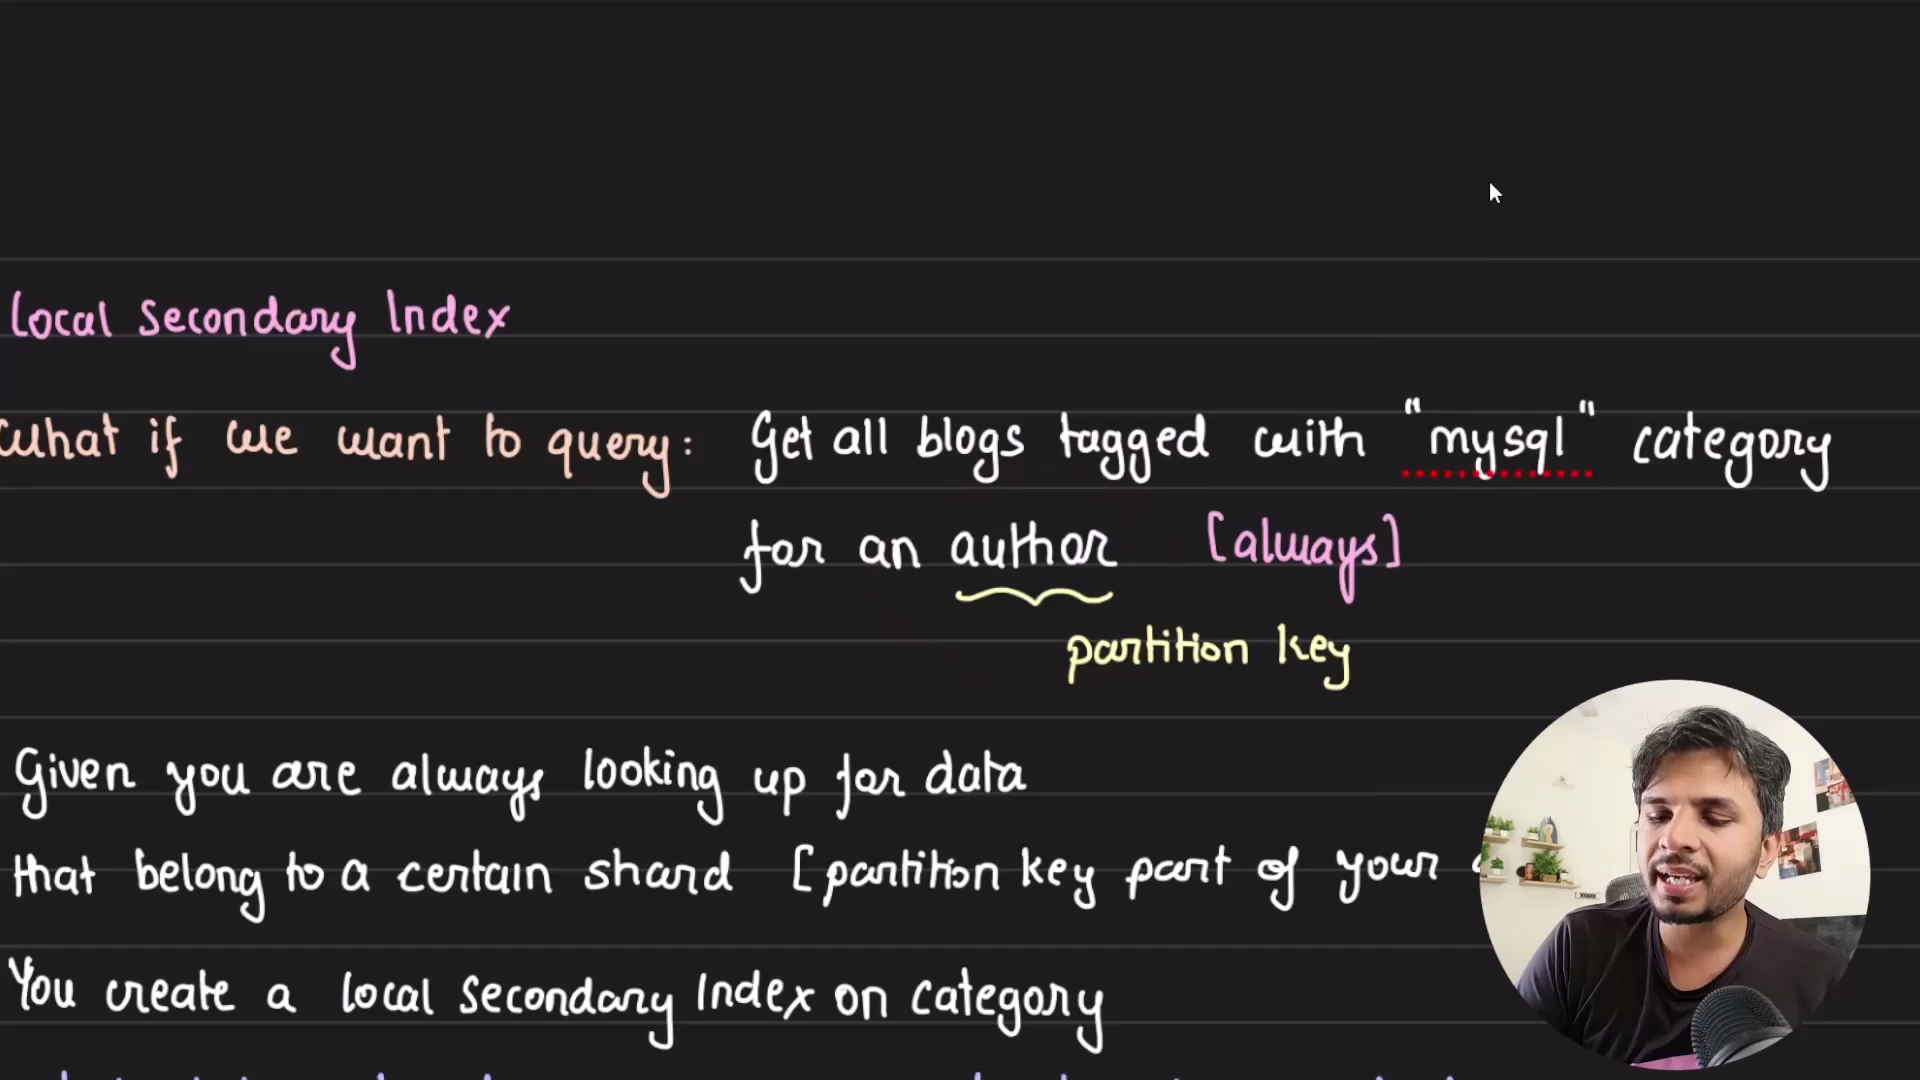 Local Secondary Index
What if we want to query: Get all blogs tagged with "mysql" category
for an author [always]
partition key
Given you are always looking up for data
that belong to a certain shard [partition key part of your
You create a local secondary Index on category